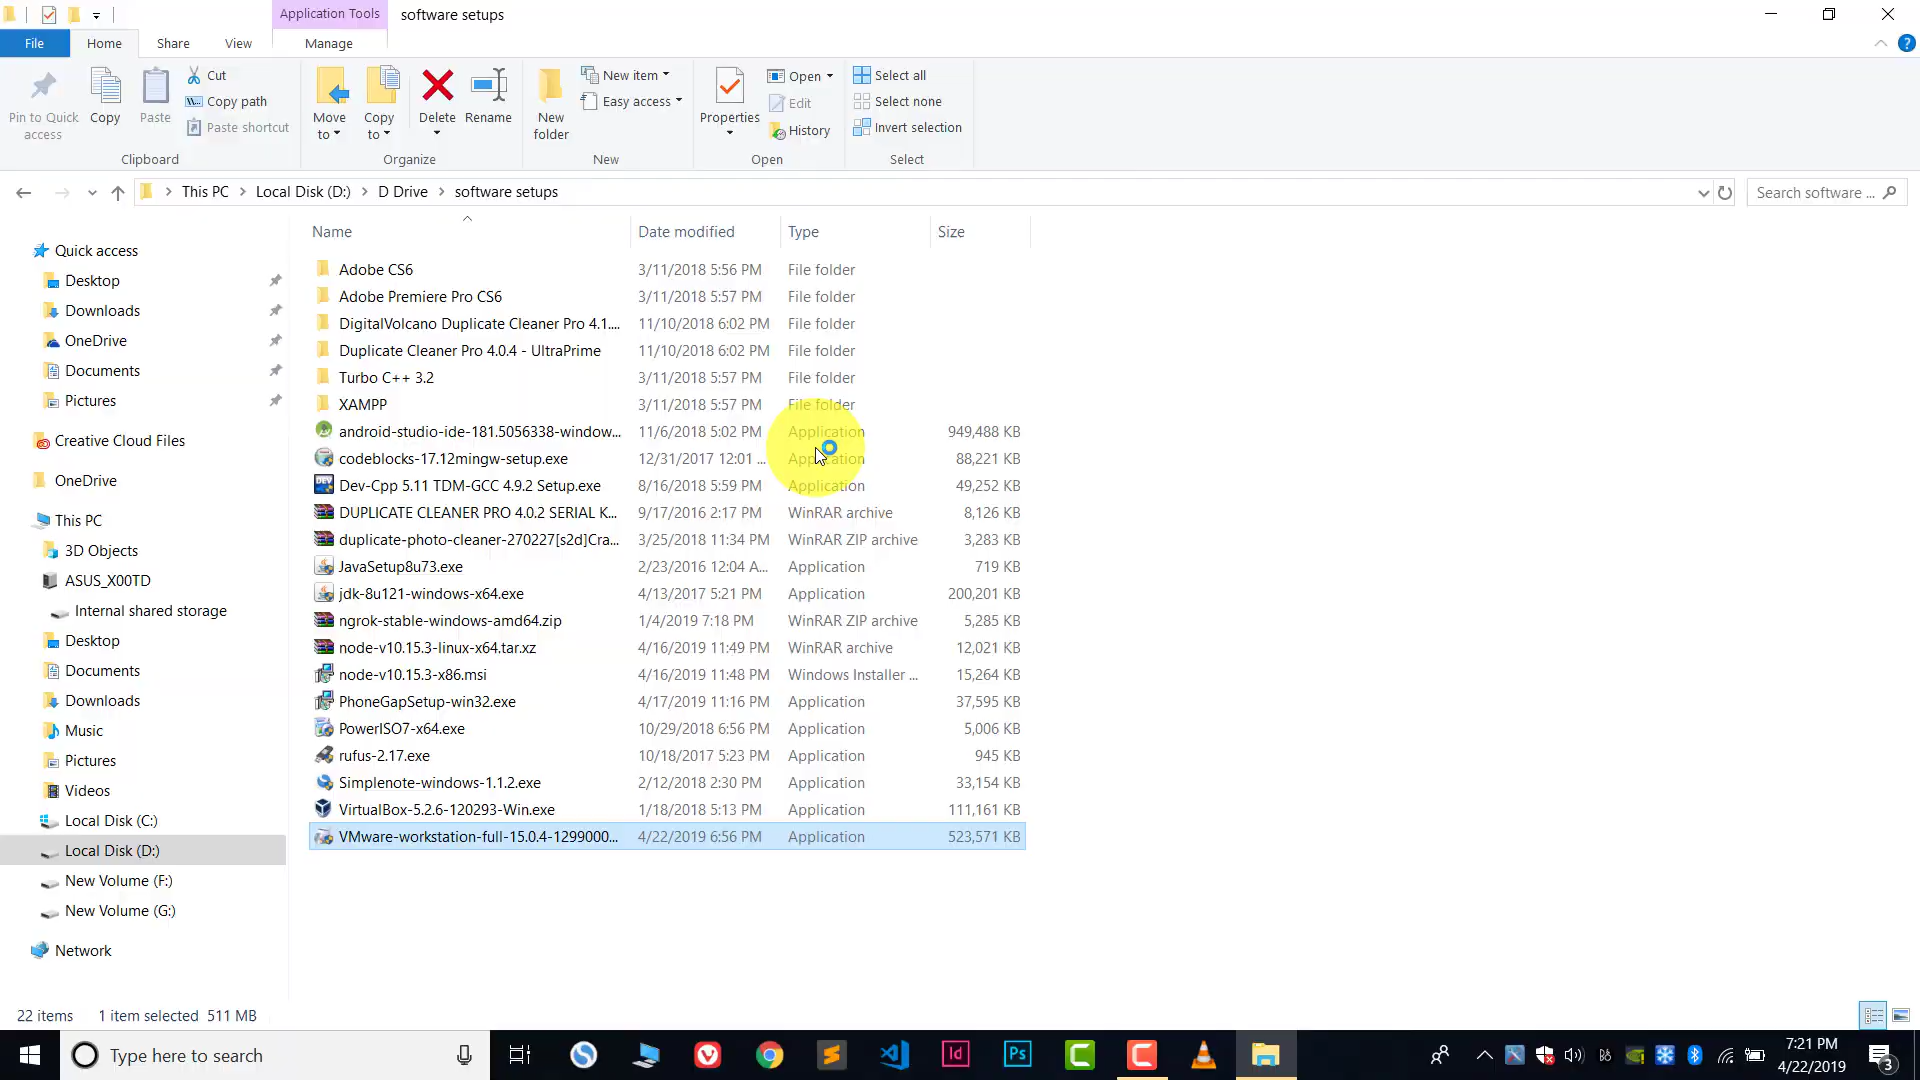 Application Tools software setups
File Home Share View Manage
Pin to Quick access
Copy
Paste
Cut
Copy path
Paste shortcut
Clipboard
Move to
Copy to
Delete
Rename
Organize
New folder
New item
Easy access
New
Properties
Open
Edit
History
Open
Select all
Select none
Invert selection
Select
This PC Local Disk (D:) D Drive software setups
Search software ...
Quick access
Desktop
Downloads
OneDrive
Documents
Pictures
Creative Cloud Files
OneDrive
This PC
3D Objects
ASUS_X00TD
Internal shared storage
Desktop
Documents
Downloads
Music
Pictures
Videos
Local Disk (C:)
Local Disk (D:)
New Volume (F:)
New Volume (G:)
Network
Name Date modified Type Size
Adobe CS6 3/11/2018 5:56 PM File folder
Adobe Premiere Pro CS6 3/11/2018 5:57 PM File folder
DigitalVolcano Duplicate Cleaner Pro 4.1.... 11/10/2018 6:02 PM File folder
Duplicate Cleaner Pro 4.0.4 - UltraPrime 11/10/2018 6:02 PM File folder
Turbo C++ 3.2 3/11/2018 5:57 PM File folder
XAMPP 3/11/2018 5:57 PM File folder
android-studio-ide-181.5056338-window... 11/6/2018 5:02 PM Application 949,488 KB
codeblocks-17.12mingw-setup.exe 12/31/2017 12:01 ... Application 88,221 KB
Dev-Cpp 5.11 TDM-GCC 4.9.2 Setup.exe 8/16/2018 5:59 PM Application 49,252 KB
DUPLICATE CLEANER PRO 4.0.2 SERIAL K... 9/17/2016 2:17 PM WinRAR archive 8,126 KB
duplicate-photo-cleaner-270227[s2d]Cra... 3/25/2018 11:34 PM WinRAR ZIP archive 3,283 KB
JavaSetup8u73.exe 2/23/2016 12:04 A... Application 719 KB
jdk-8u121-windows-x64.exe 4/13/2017 5:21 PM Application 200,201 KB
ngrok-stable-windows-amd64.zip 1/4/2019 7:18 PM WinRAR ZIP archive 5,285 KB
node-v10.15.3-linux-x64.tar.xz 4/16/2019 11:49 PM WinRAR archive 12,021 KB
node-v10.15.3-x86.msi 4/16/2019 11:48 PM Windows Installer ... 15,264 KB
PhoneGapSetup-win32.exe 4/17/2019 11:16 PM Application 37,595 KB
PowerISO7-x64.exe 10/29/2018 6:56 PM Application 5,006 KB
rufus-2.17.exe 10/18/2017 5:23 PM Application 945 KB
Simplenote-windows-1.1.2.exe 2/12/2018 2:30 PM Application 33,154 KB
VirtualBox-5.2.6-120293-Win.exe 1/18/2018 5:13 PM Application 111,161 KB
VMware-workstation-full-15.0.4-1299000... 4/22/2019 6:56 PM Application 523,571 KB
22 items 1 item selected 511 MB
Type here to search
Id
Ps
7:21 PM
4/22/2019
3